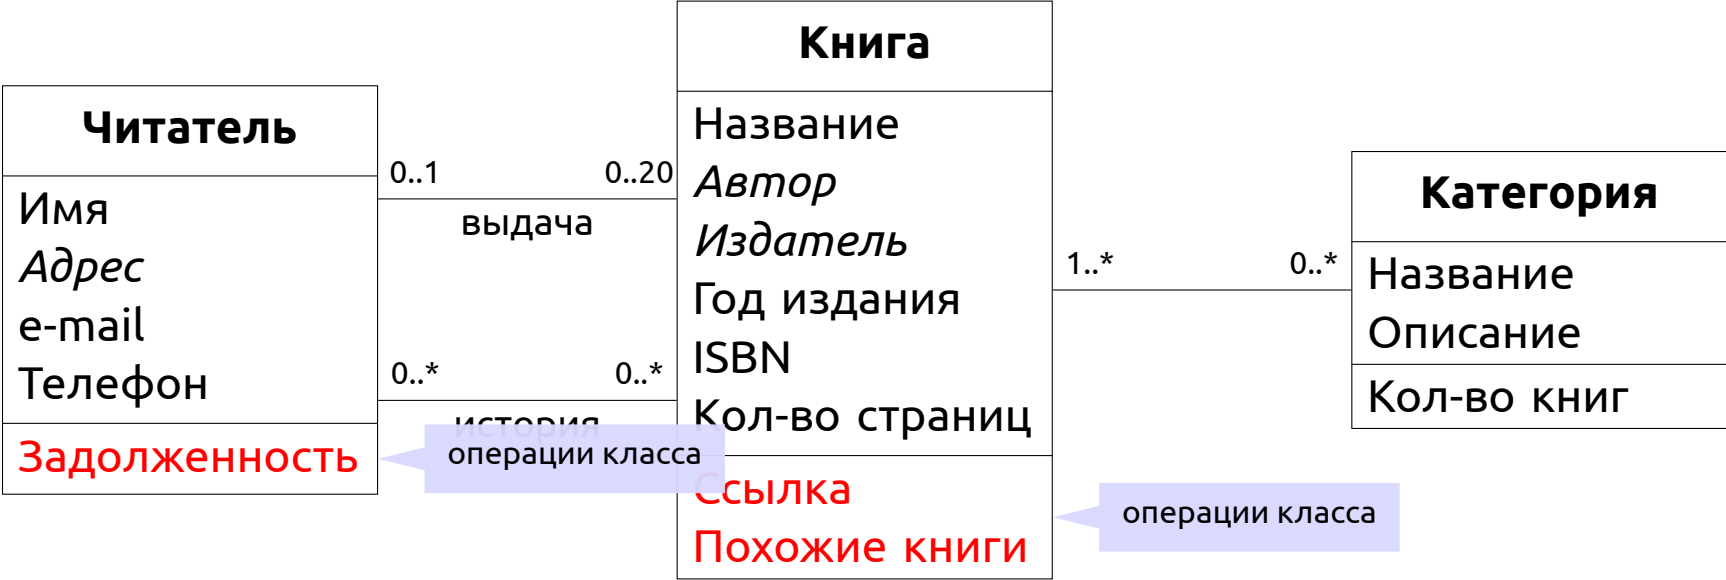 Читатель
Имя
Адрес
e-mail
Телефон
Задолженность
0..1
0..20
выдача
0..*
0..*
история
операции класса
Книга
Название
Автор
Издатель
Год издания
ISBN
Кол-во страниц
Ссылка
Похожие книги
операции класса
1..*
0..*
Категория
Название
Описание
Кол-во книг